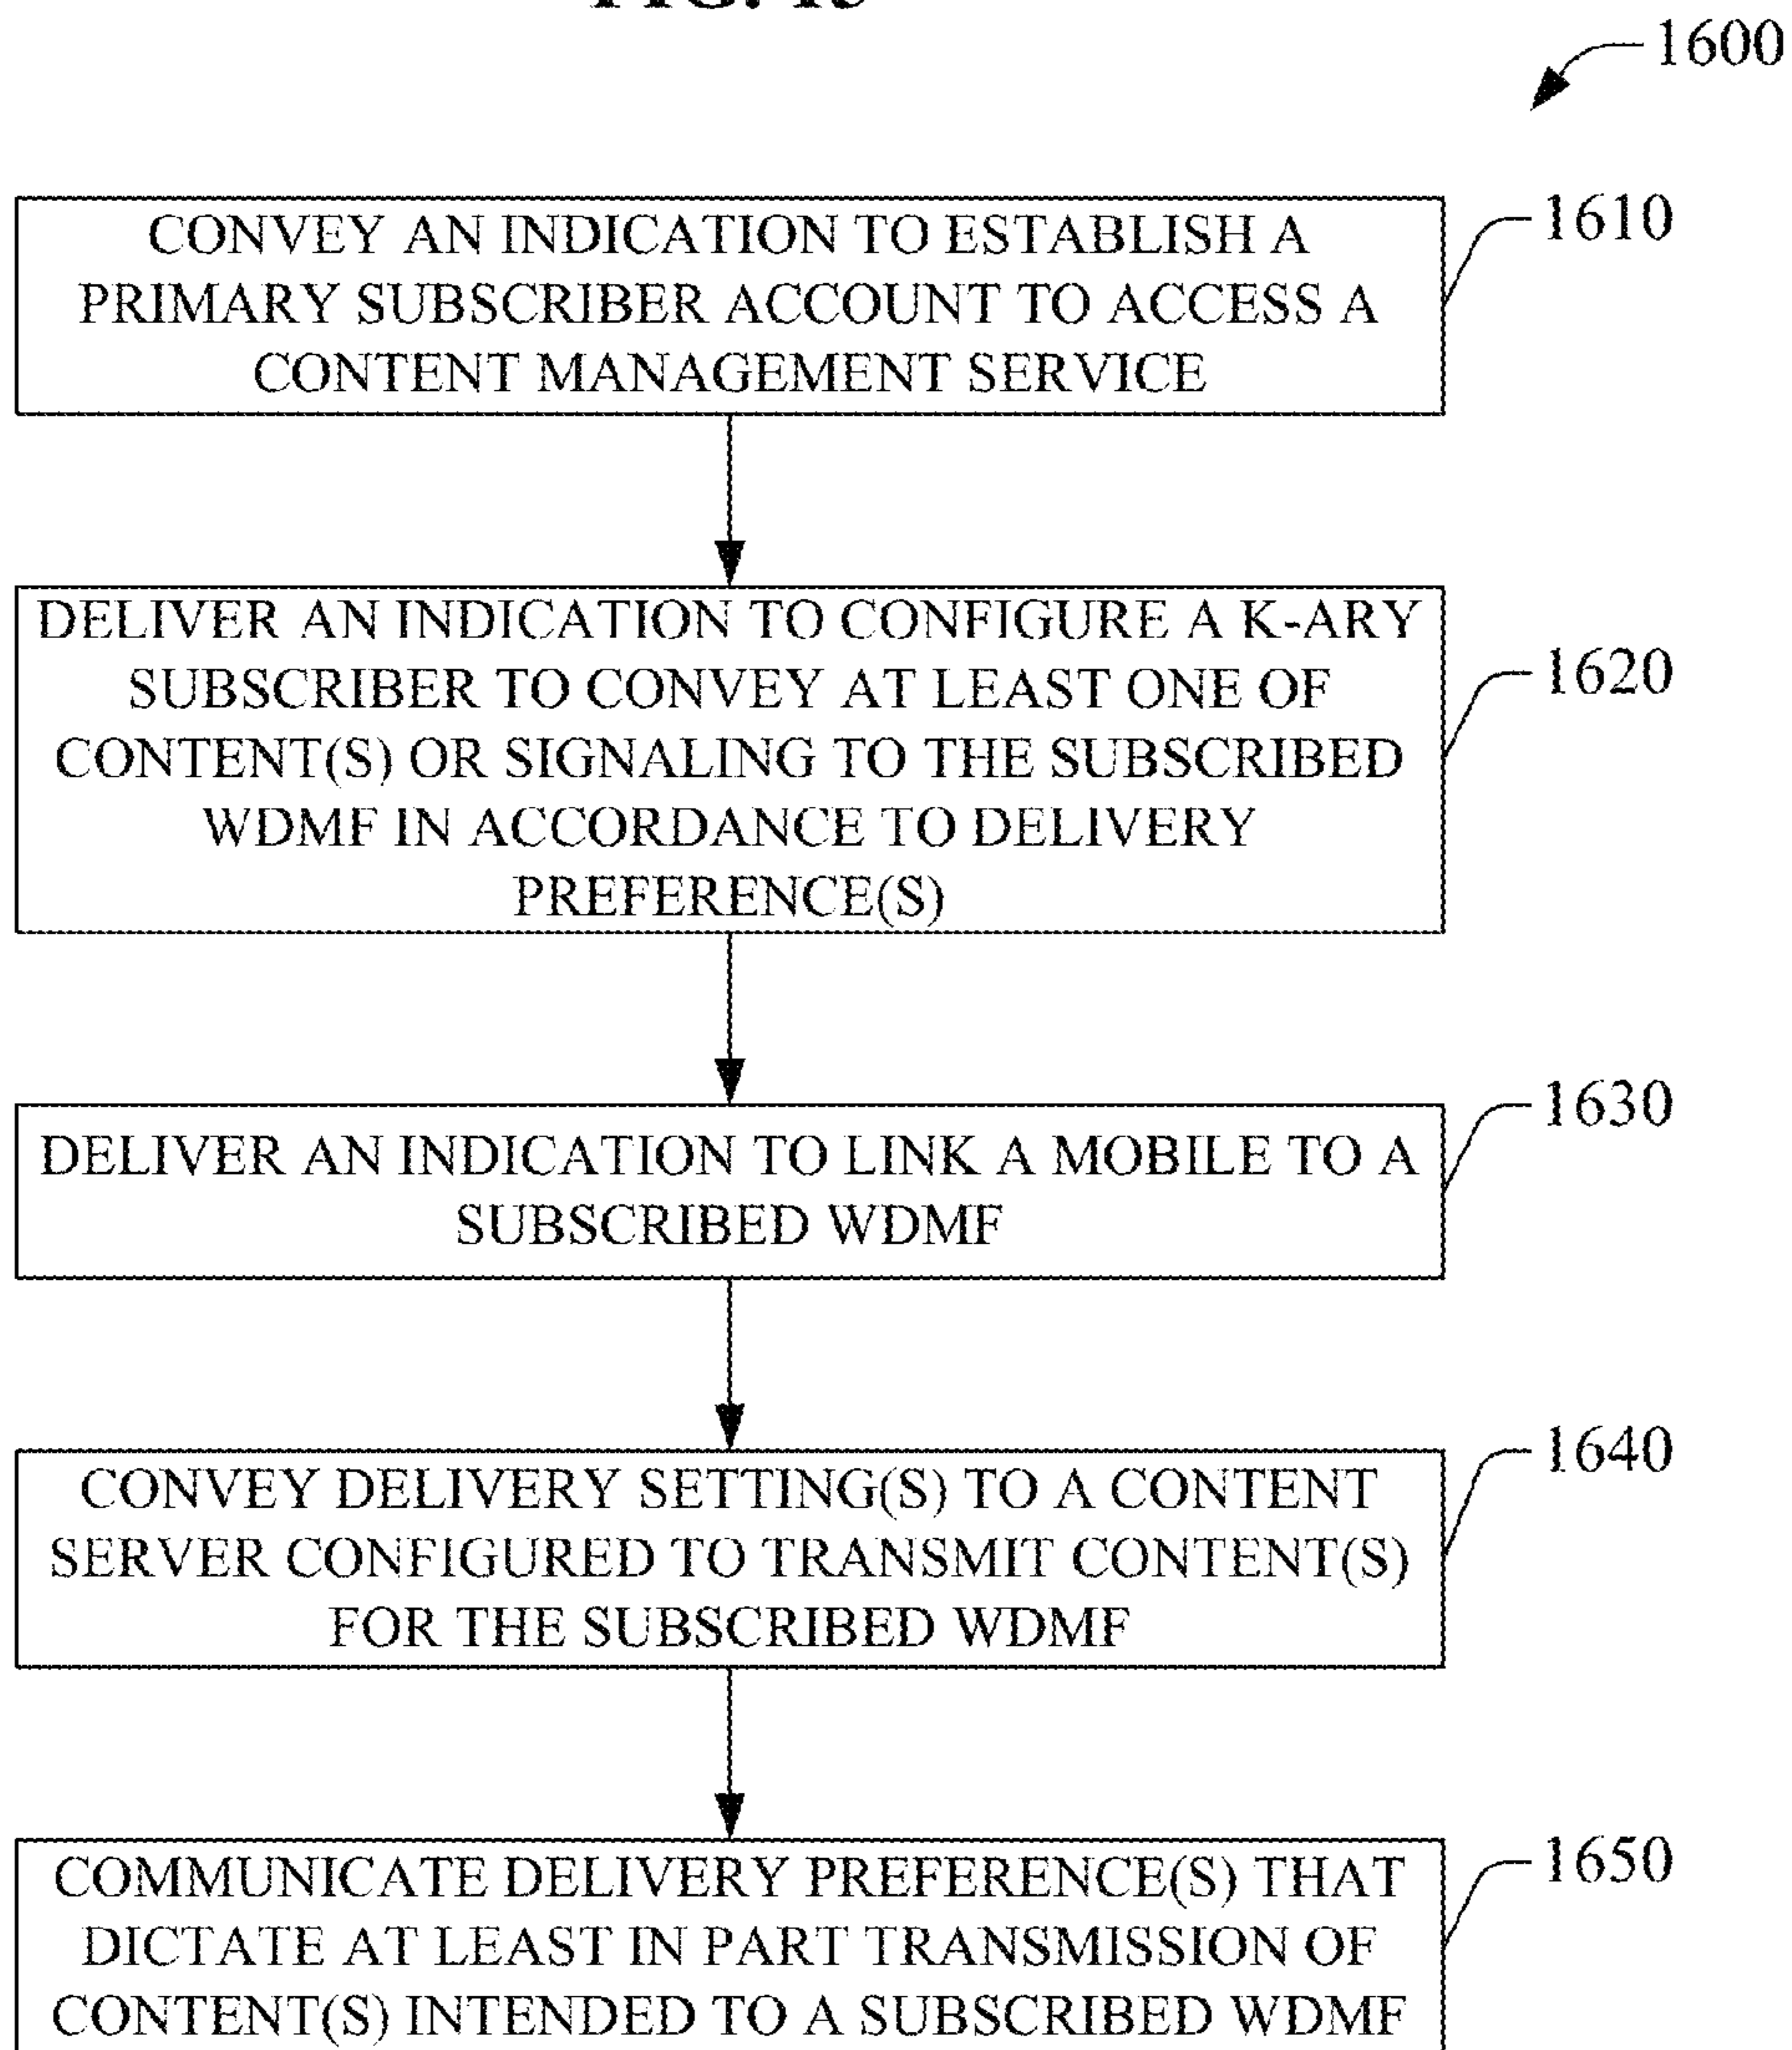 1600
CONVEY AN INDICATION TO ESTABLISH A
PRIMARY SUBSCRIBER ACCOUNT TO ACCESS A
CONTENT MANAGEMENT SERVICE
1610
DELIVER AN INDICATION TO CONFIGURE A K-ARY
SUBSCRIBER TO CONVEY AT LEAST ONE OF
CONTENT(S) OR SIGNALING TO THE SUBSCRIBED
WDMF IN ACCORDANCE TO DELIVERY
PREFERENCE(S)
1620
DELIVER AN INDICATION TO LINK A MOBILE TO A
SUBSCRIBED WDMF
1630
CONVEY DELIVERY SETTING(S) TO A CONTENT
SERVER CONFIGURED TO TRANSMIT CONTENT(S)
FOR THE SUBSCRIBED WDMF
1640
COMMUNICATE DELIVERY PREFERENCE(S) THAT
DICTATE AT LEAST IN PART TRANSMISSION OF
CONTENT(S) INTENDED TO A SUBSCRIBED WDMF
1650